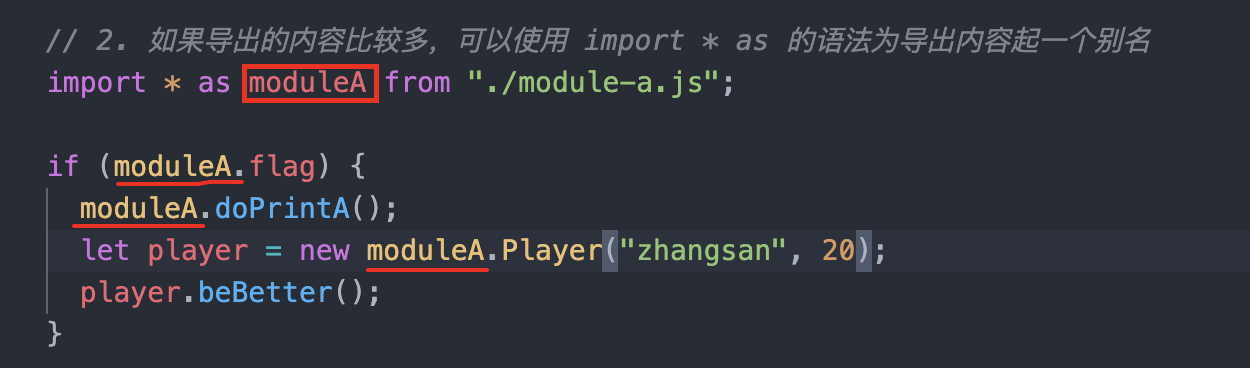 // 2. 如果导出的内容比较多，可以使用 import * as 的语法为导出内容起一个别名
import * as moduleA from "./module-a.js";
if (moduleA.flag) {
moduleA.doPrintA();
let player = new moduleA.Player("zhangsan", 20);
player.beBetter();
}